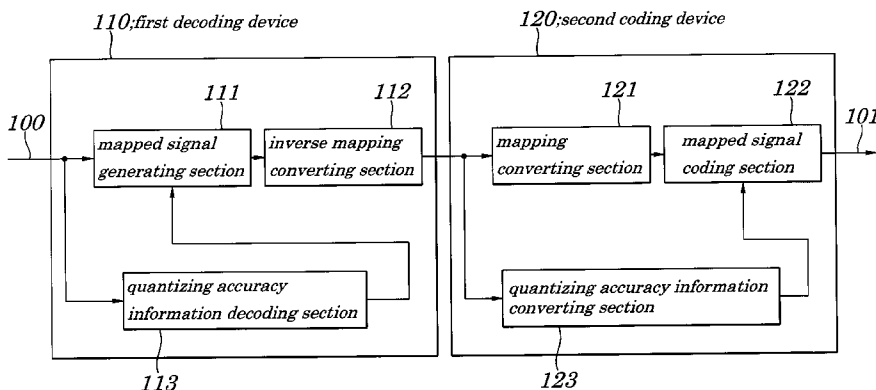 110;first decoding device
120;second coding device
111
112
121
122
100
101
mapped signal
generating section
inverse mapping
converting section
mapping
converting section
mapped signal
coding section
quantizing accuracy
information decoding section
quantizing accuracy information
converting section
113
123